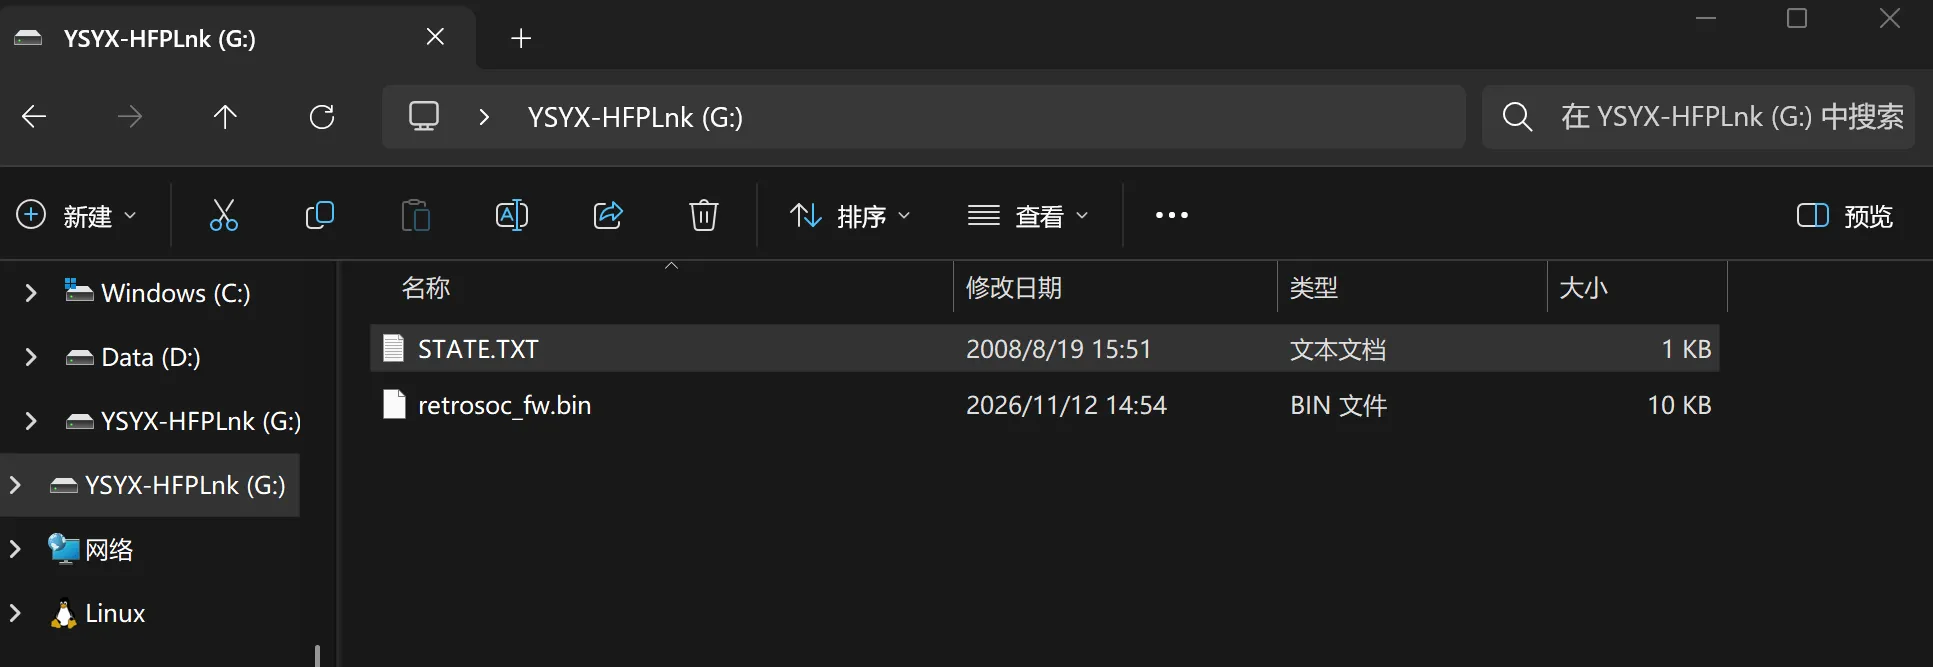 YSYX-HFPLnk (G:)
YSYX-HFPLnk (G:)
在 YSYX-HFPLnk (G:) 中搜索
新建
排序
查看
预览
Windows (C:)
Data (D:)
YSYX-HFPLnk (G:)
YSYX-HFPLnk (G:)
网络
Linux
名称 修改日期 类型 大小
STATE.TXT 2008/8/19 15:51 文本文档 1 KB
retrosoc_fw.bin 2026/11/12 14:54 BIN 文件 10 KB